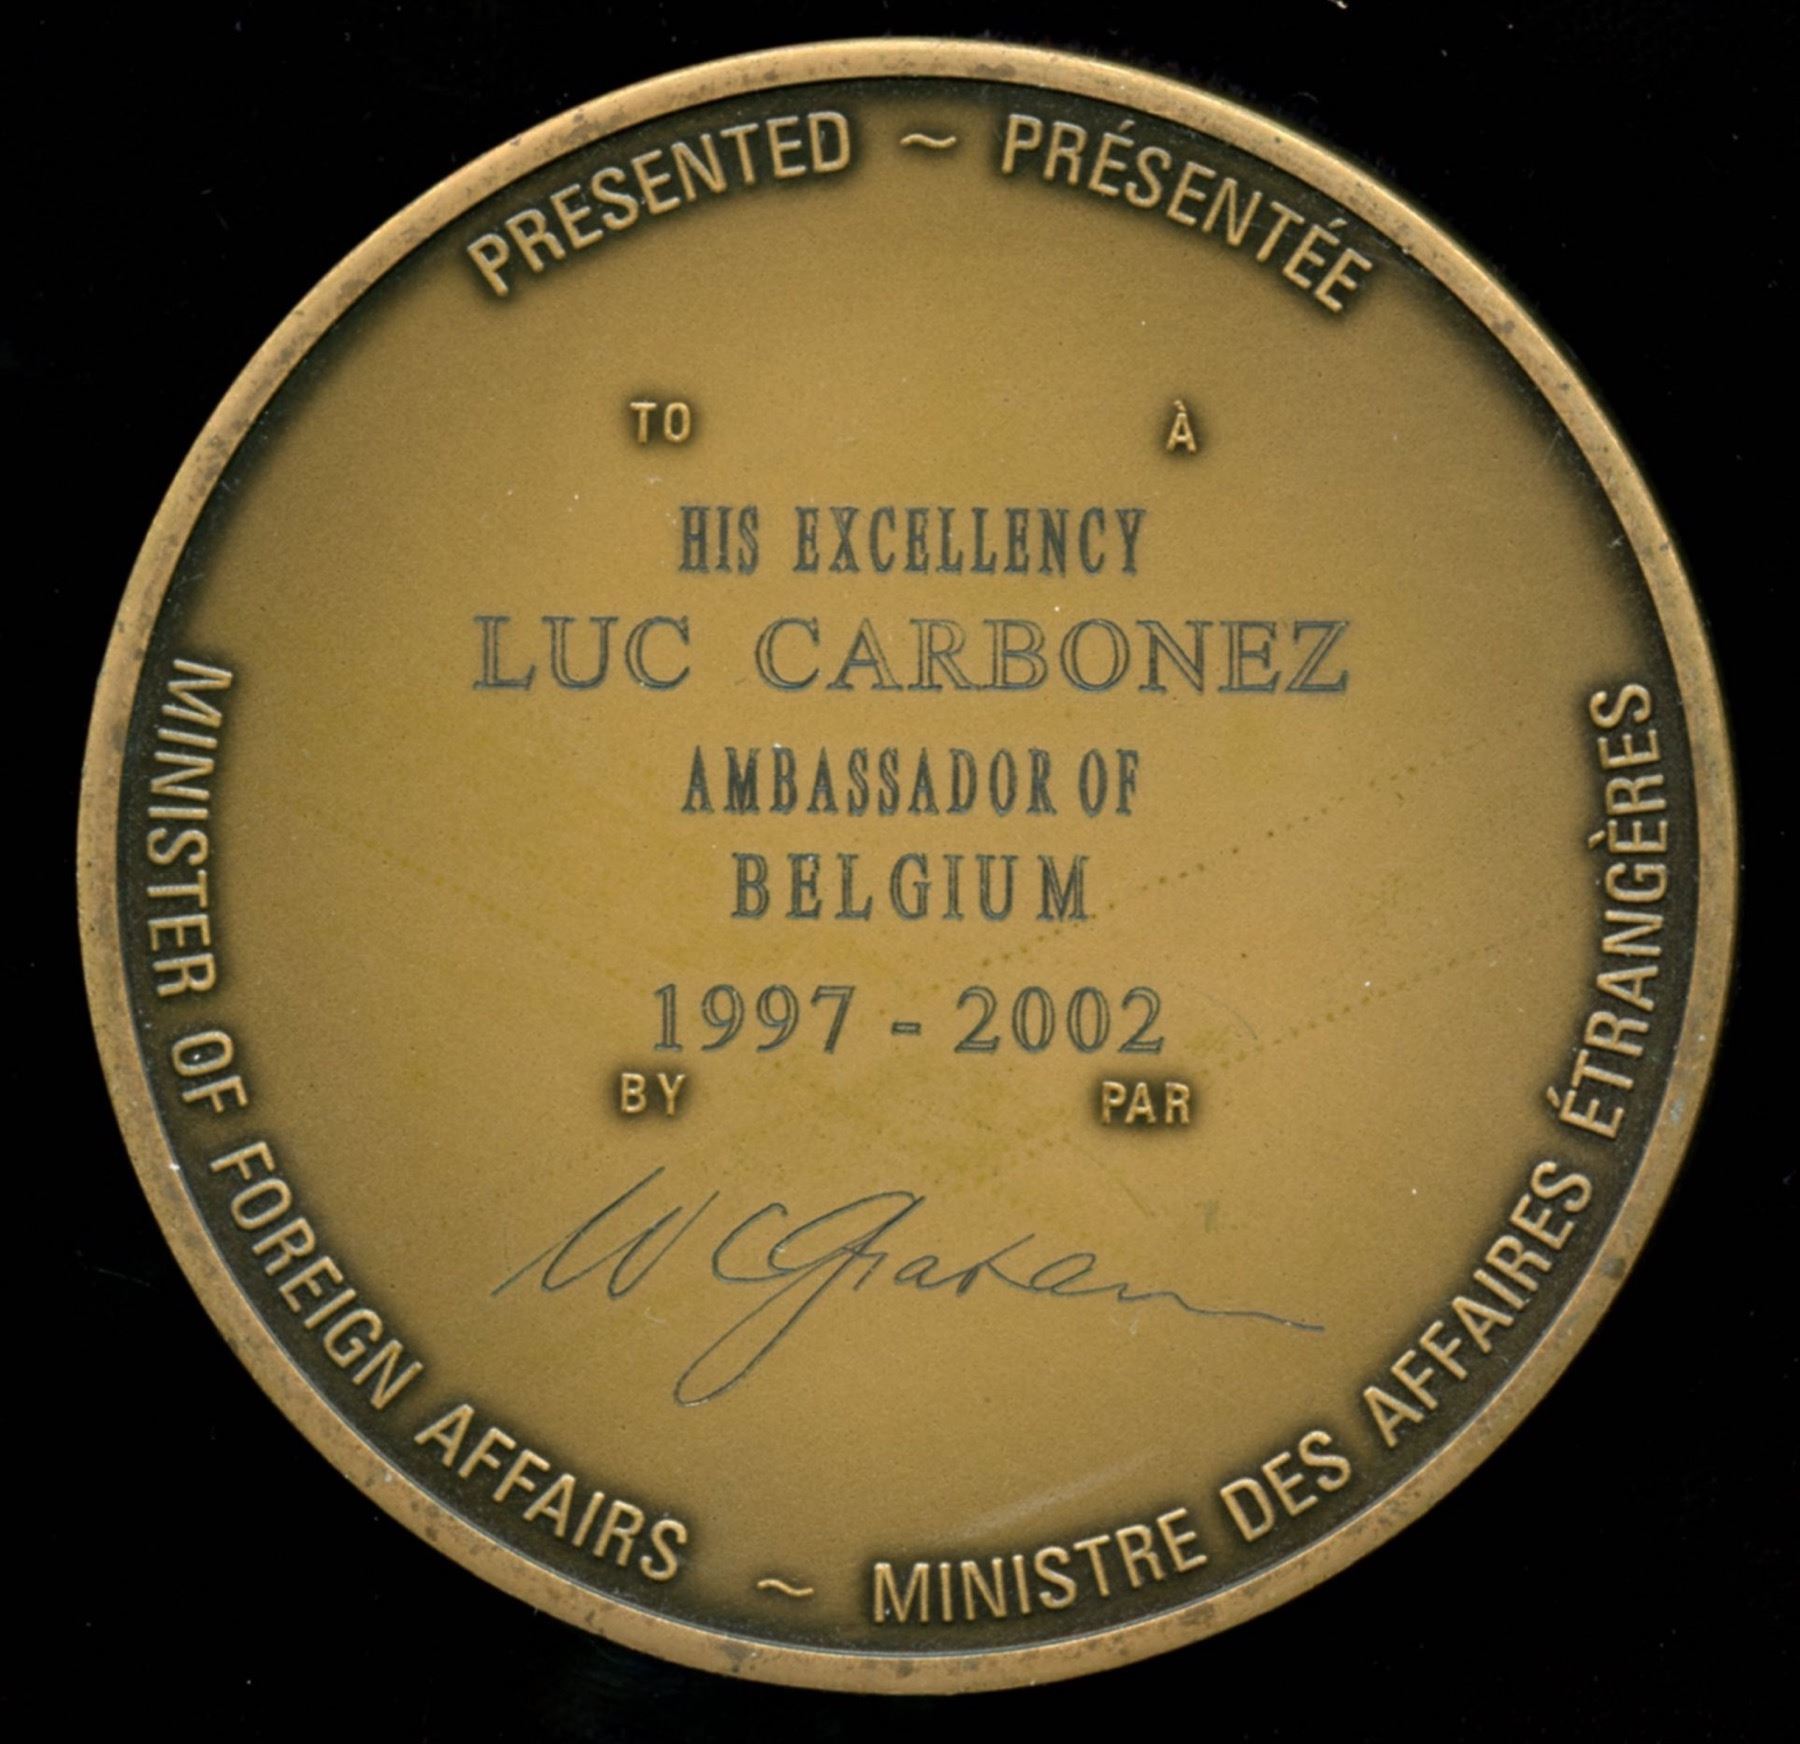 PRESENTED ~ PRÉSENTÉE
TO À
HIS EXCELLENCY
LUC CARBONEZ
AMBASSADOR OF
BELGIUM
1997 - 2002
BY PAR
WCGraham
MINISTER OF FOREIGN AFFAIRS ~ MINISTRE DES AFFAIRES ÉTRANGÈRES